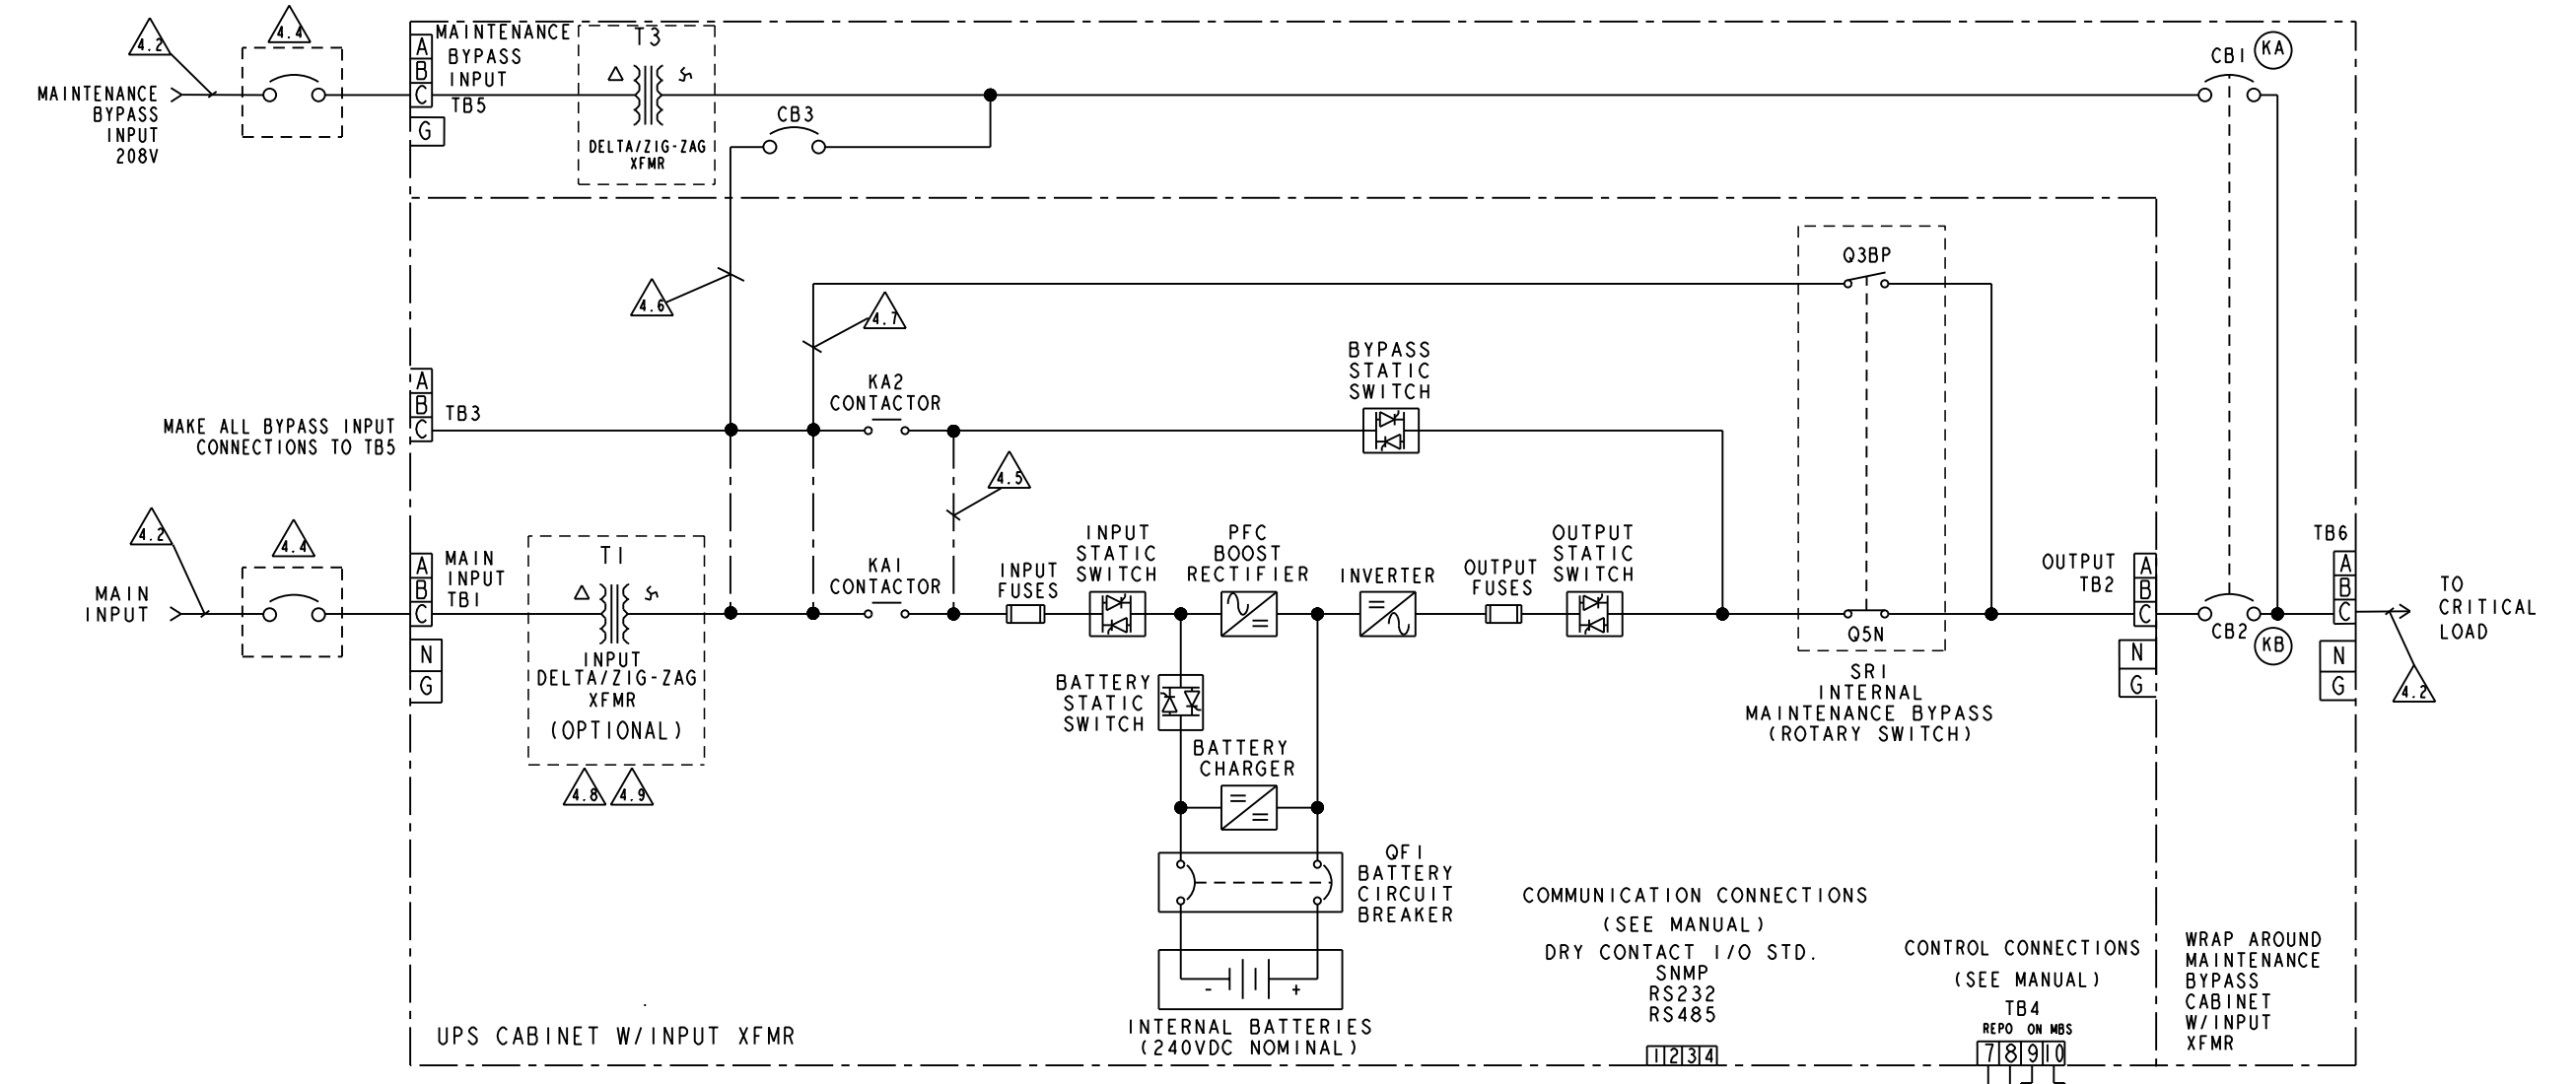 4.2
4.4
MAINTENANCE
BYPASS
INPUT
208V
A
B
C
G
MAINTENANCE
BYPASS
INPUT
TB5
T3
DELTA/ZIG-ZAG
XFMR
CB3
CB1
KA
4.6
4.7
Q3BP
MAKE ALL BYPASS INPUT
CONNECTIONS TO TB5
A
B
C
TB3
KA2
CONTACTOR
BYPASS
STATIC
SWITCH
4.5
4.2
4.4
MAIN
INPUT
A
B
C
N
G
MAIN
INPUT
TB1
T1
INPUT
DELTA/ZIG-ZAG
XFMR
(OPTIONAL)
4.8
4.9
KA1
CONTACTOR
INPUT
FUSES
INPUT
STATIC
SWITCH
PFC
BOOST
RECTIFIER
INVERTER
OUTPUT
FUSES
OUTPUT
STATIC
SWITCH
Q5N
SR1
INTERNAL
MAINTENANCE BYPASS
(ROTARY SWITCH)
OUTPUT
TB2
A
B
C
N
G
CB2
KB
TB6
A
B
C
N
G
TO
CRITICAL
LOAD
4.2
BATTERY
STATIC
SWITCH
BATTERY
CHARGER
QF1
BATTERY
CIRCUIT
BREAKER
- +
INTERNAL BATTERIES
(240VDC NOMINAL)
COMMUNICATION CONNECTIONS
(SEE MANUAL)
DRY CONTACT I/O STD.
SNMP
RS232
RS485
1 2 3 4
CONTROL CONNECTIONS
(SEE MANUAL)
TB4
REPO ON MBS
7 8 9 10
WRAP AROUND
MAINTENANCE
BYPASS
CABINET
W/INPUT
XFMR
UPS CABINET W/INPUT XFMR